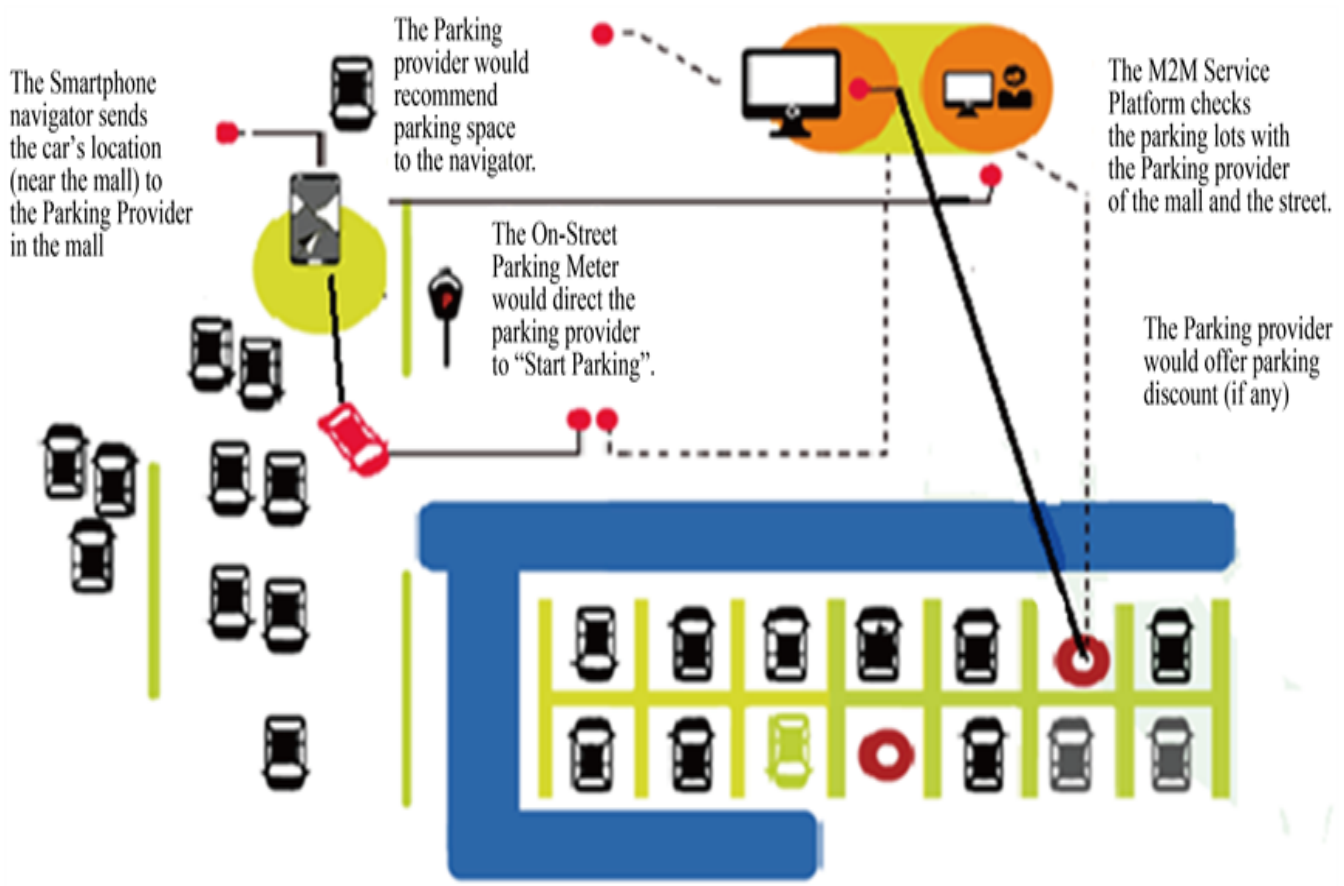 The Smartphone
navigator sends
the car's location
(near the mall) to
the Parking Provider
in the mall
The Parking
provider would
recommend
parking space
to the navigator.
The On-Street
Parking Meter
would direct the
parking provider
to “Start Parking”.
The M2M Service
Platform checks
the parking lots with
the Parking provider
of the mall and the street.
The Parking provider
would offer parking
discount (if any)